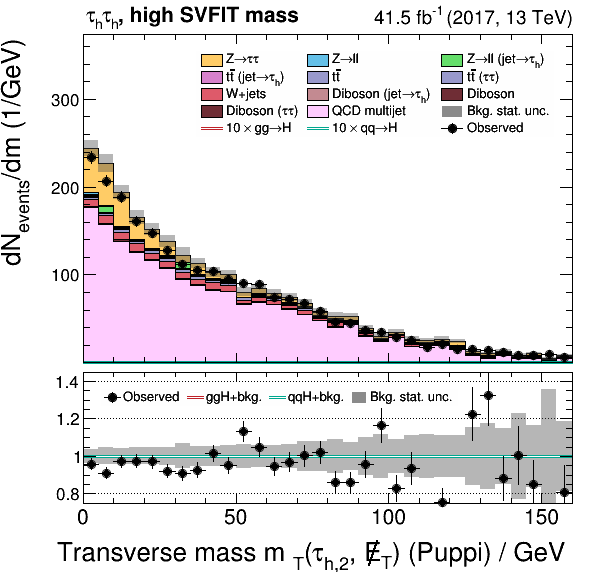 τhτh, high SVFIT mass 41.5 fb⁻¹ (2017, 13 TeV)
dNevents/dm (1/GeV)
300
200
100
Z→ττ Z→ll Z→ll (jet→τh)
tt̄ (jet→τh) tt̄ tt̄ (ττ)
W+jets Diboson (jet→τh) Diboson
Diboson (ττ) QCD multijet Bkg. stat. unc.
10 × gg→H 10 × qq→H Observed
1.4
Observed ggH+bkg. qqH+bkg. Bkg. stat. unc.
1.2
1
0.8
0 50 100 150
Transverse mass m T(τh,2, E̸T) (Puppi) / GeV